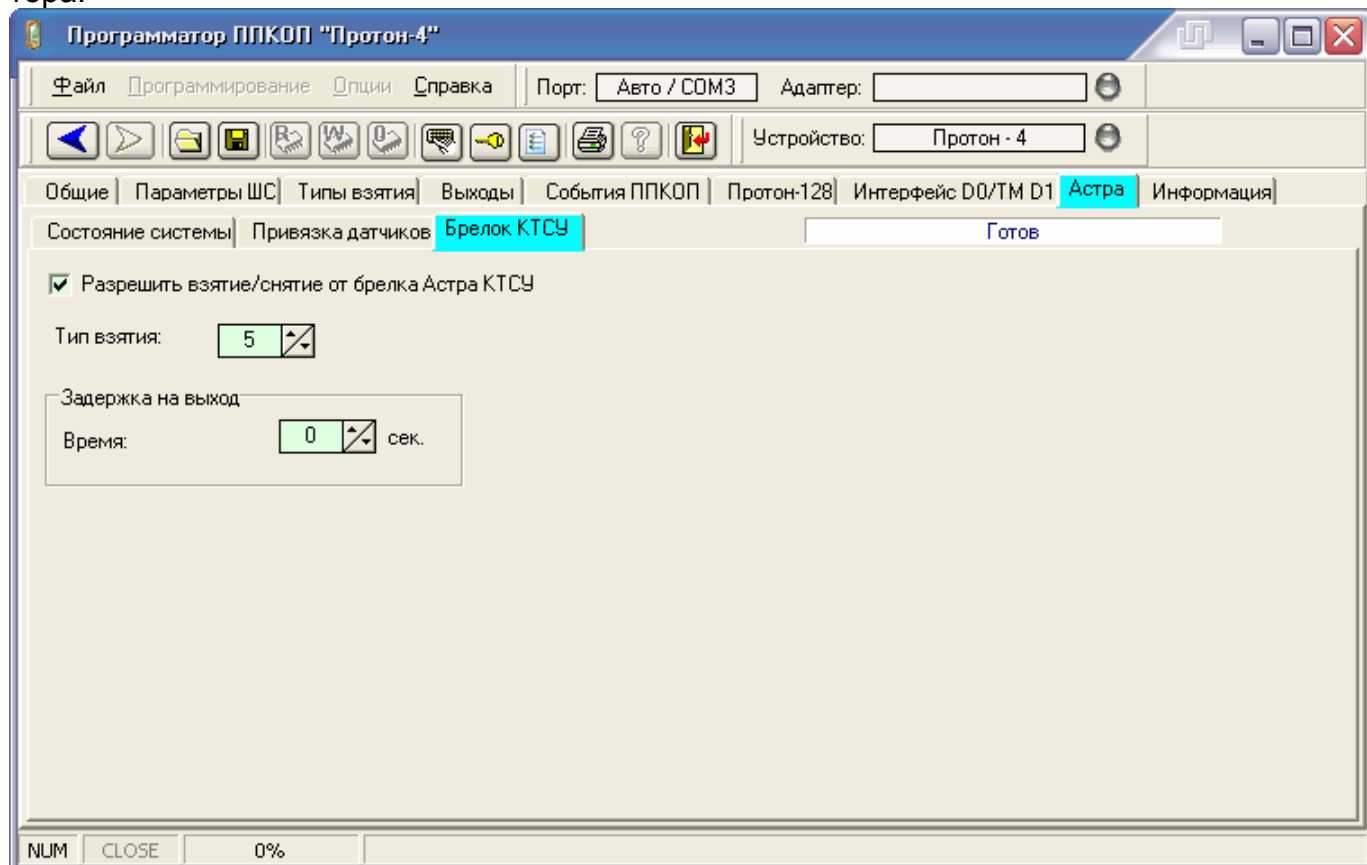 тора.
Программатор ППКОП "Протон-4"
Файл Программирование Опции Справка Порт: Авто / COM3 Адаптер:
R W O ? Устройство: Протон - 4
Общие Параметры ШС Типы взятия Выходы События ППКОП Протон-128 Интерфейс D0/TM D1 Астра Информация
Состояние системы Привязка датчиков Брелок КТСУ Готов
Разрешить взятие/снятие от брелка Астра КТСУ
Тип взятия: 5
Задержка на выход
Время: 0 сек.
NUM CLOSE 0%